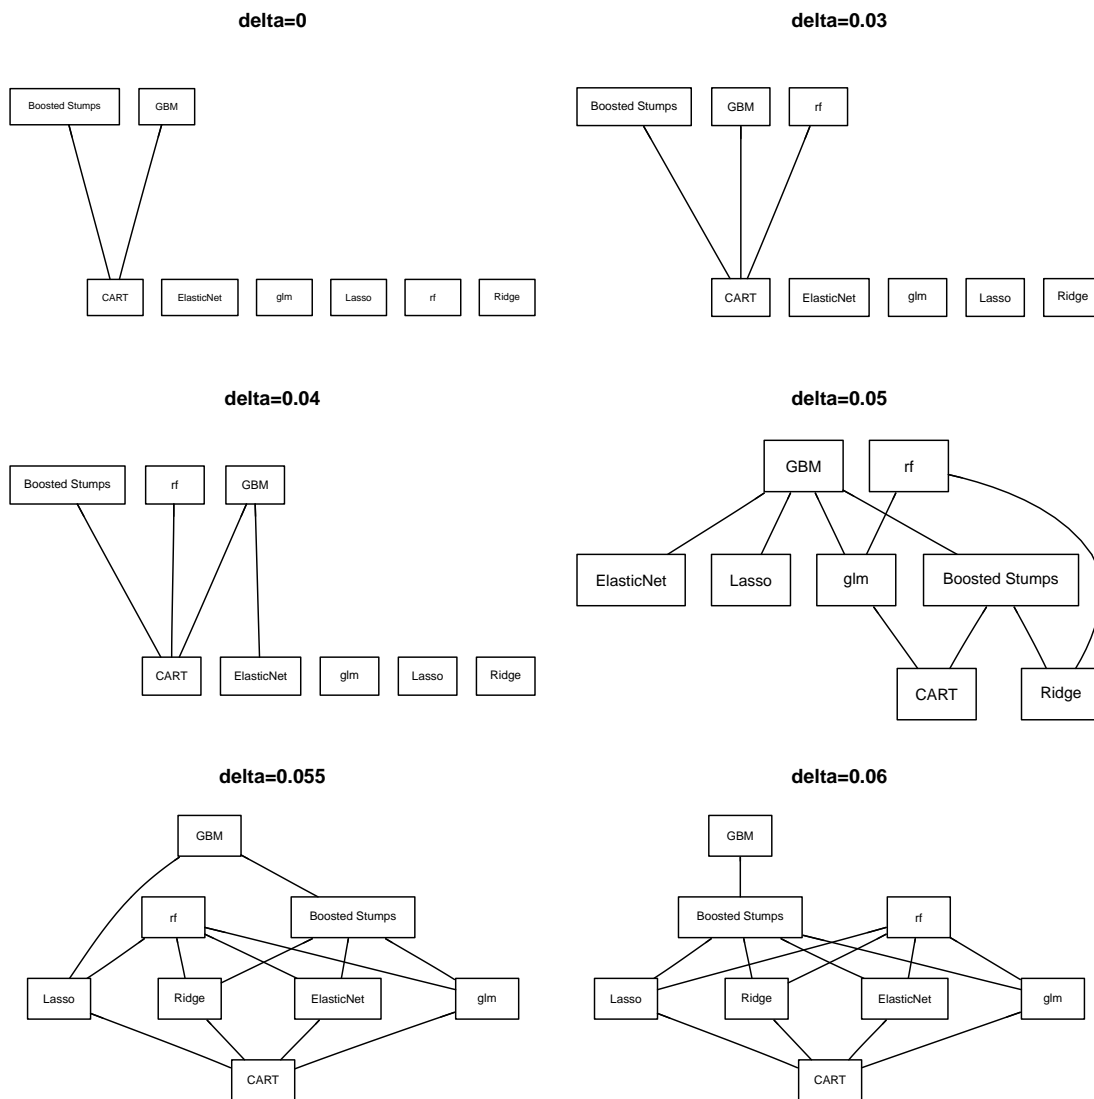 delta=0
Boosted Stumps GBM
CART ElasticNet glm Lasso rf Ridge
delta=0.03
Boosted Stumps GBM rf
CART ElasticNet glm Lasso Ridge
delta=0.04
Boosted Stumps rf GBM
CART ElasticNet glm Lasso Ridge
delta=0.05
GBM rf
ElasticNet Lasso glm Boosted Stumps
CART Ridge
delta=0.055
GBM
rf Boosted Stumps
Lasso Ridge ElasticNet glm
CART
delta=0.06
GBM
Boosted Stumps rf
Lasso Ridge ElasticNet glm
CART